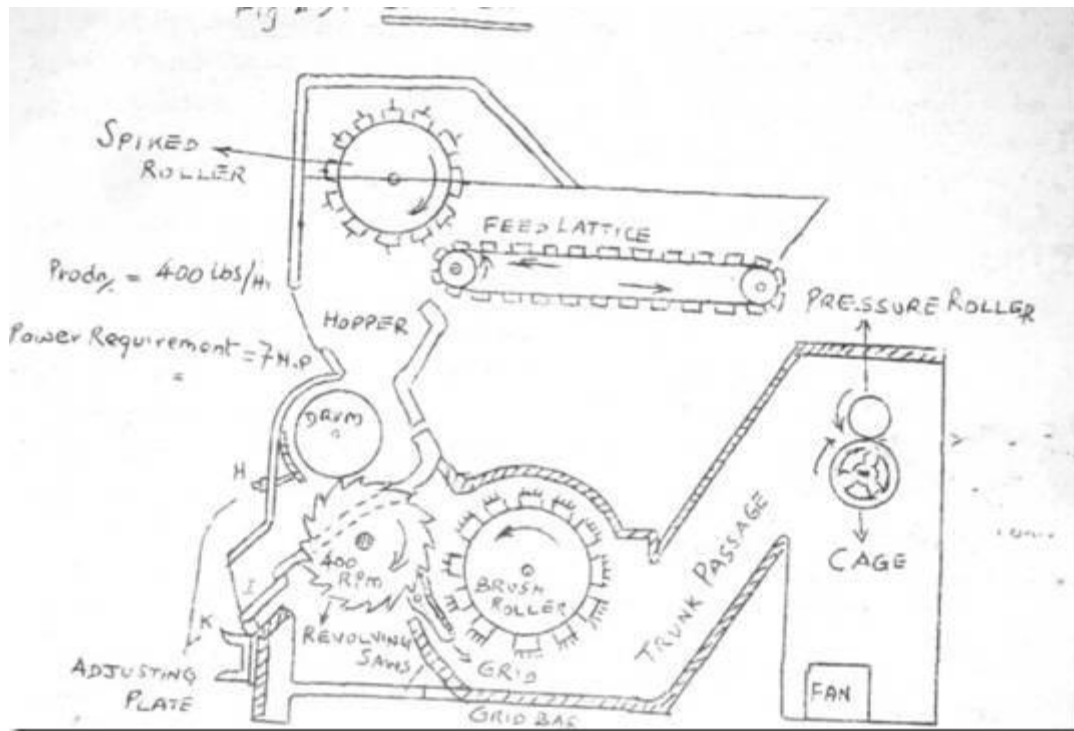 SPIKED
ROLLER
FEED LATTICE
Prodn/. = 400 lbs/Hr
HOPPER
PRESSURE ROLLER
Power Requirement = 7 H.P
=
DRUM
H
400
RPM
BRUSH
ROLLER
TRUNK PASSAGE
CAGE
I
K
REVOLVING
SAWS
GRID
ADJUSTING
PLATE
FAN
GRID BAR